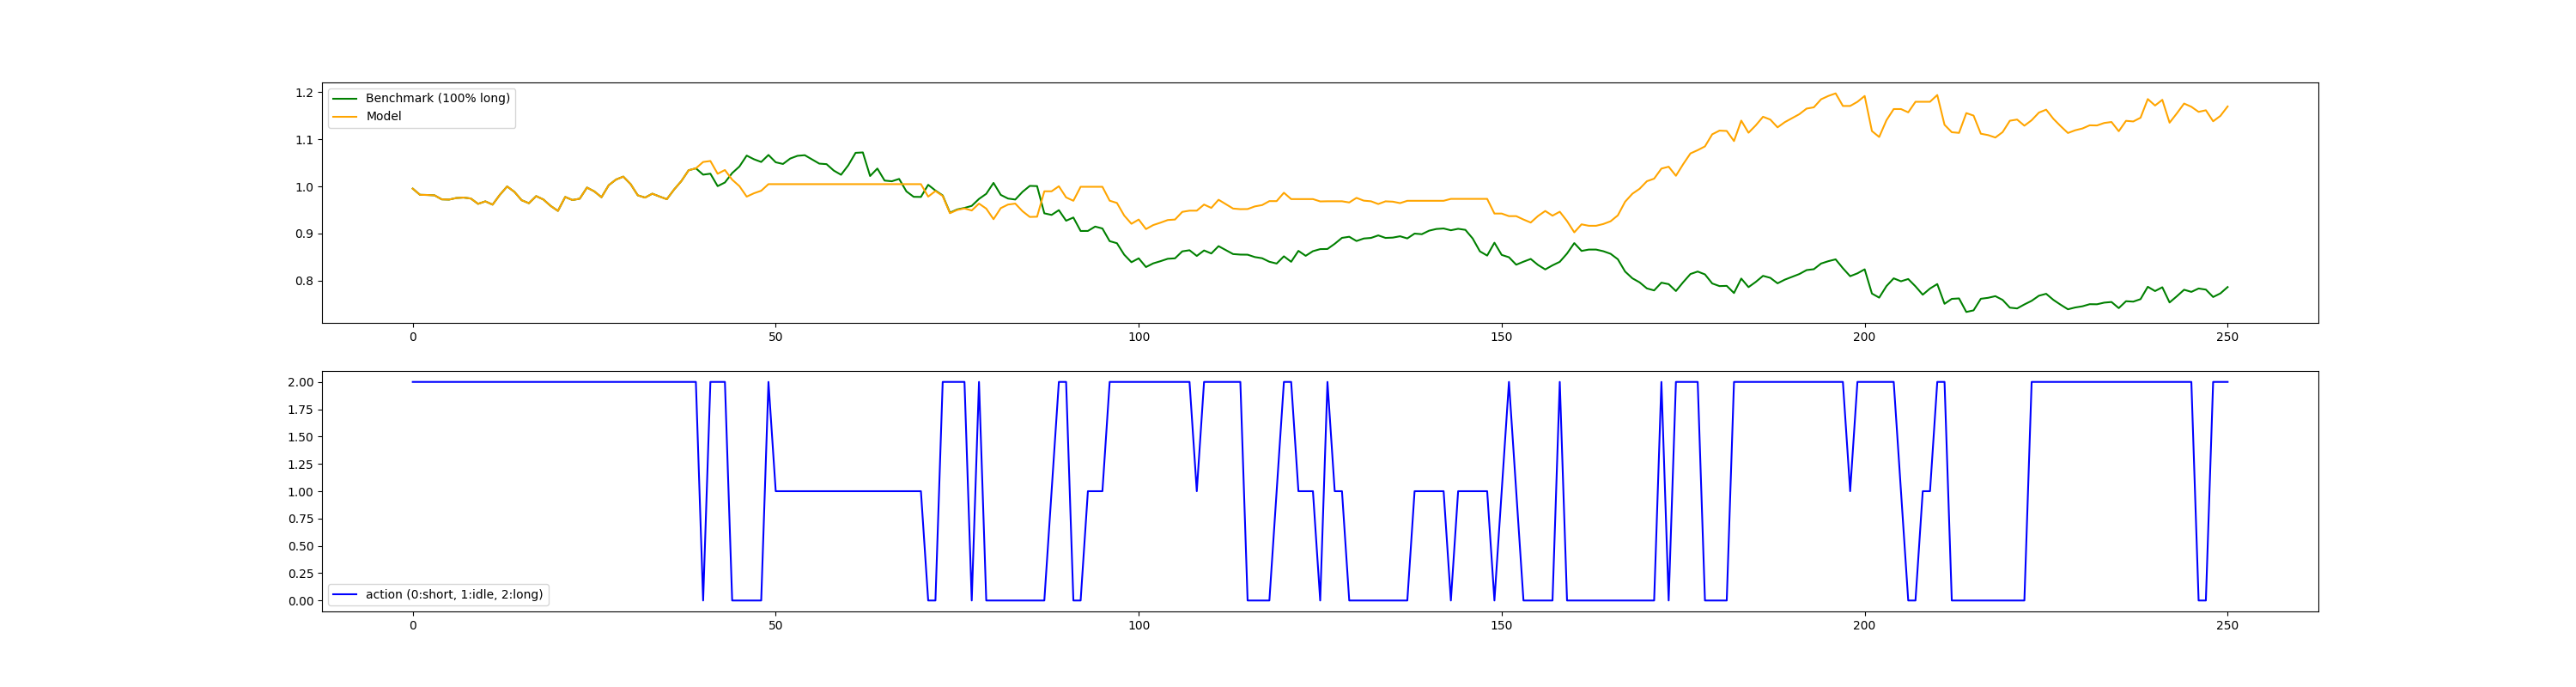 1.2
Benchmark (100% long)
Model
1.1
1.0
0.9
0.8
0 50 100 150 200 250
2.00
1.75
1.50
1.25
1.00
0.75
0.50
0.25
action (0:short, 1:idle, 2:long)
0.00
0 50 100 150 200 250